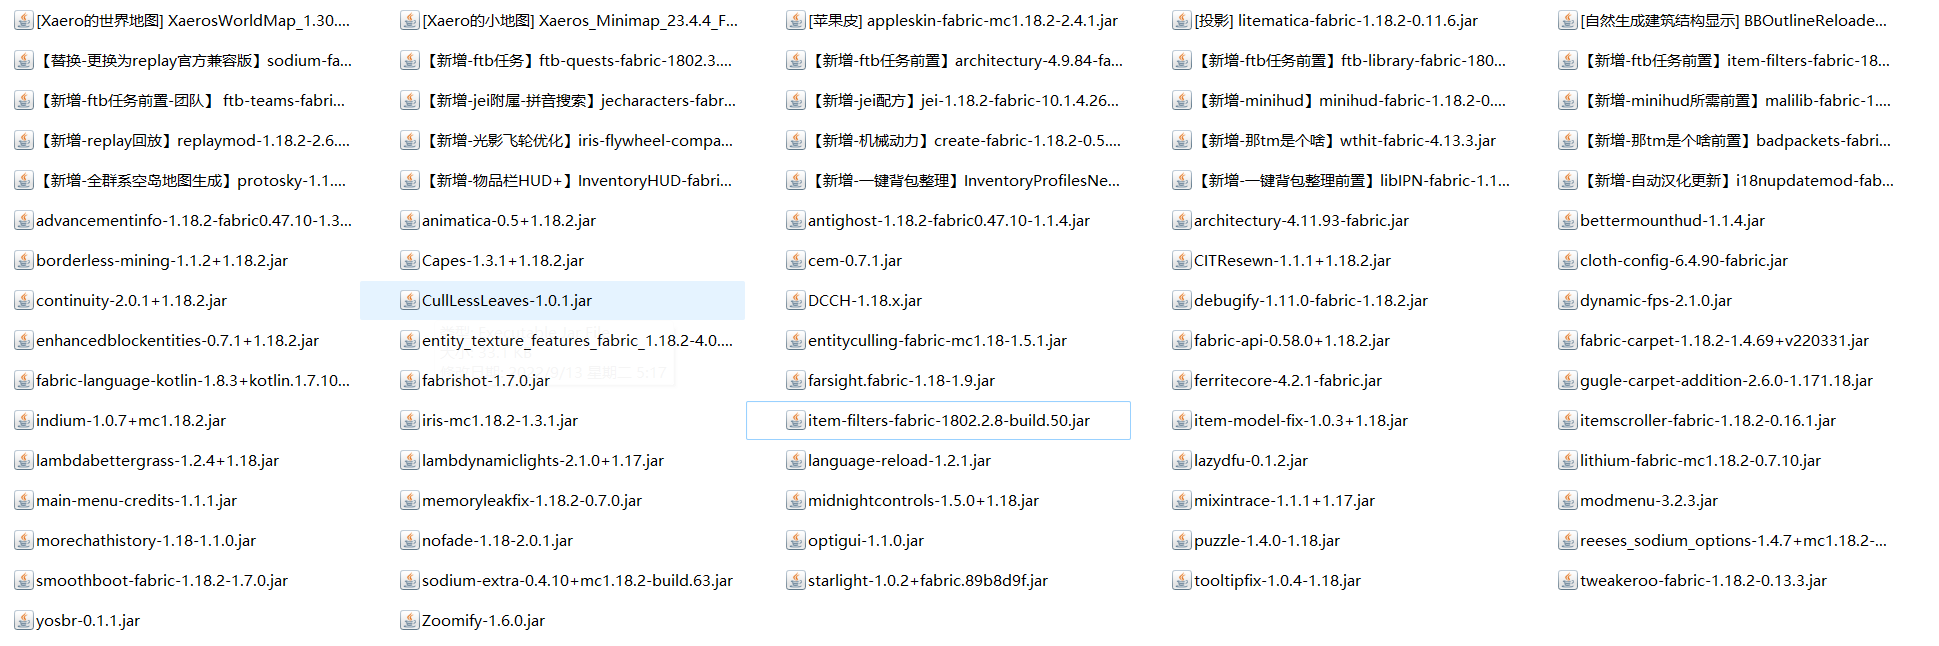 [Xaero的世界地图] XaerosWorldMap_1.30....
[Xaero的小地图] Xaeros_Minimap_23.4.4_F...
[苹果皮] appleskin-fabric-mc1.18.2-2.4.1.jar
[投影] litematica-fabric-1.18.2-0.11.6.jar
[自然生成建筑结构显示] BBOutlineReloade...
【替换-更换为replay官方兼容版】sodium-fa...
【新增-ftb任务】ftb-quests-fabric-1802.3....
【新增-ftb任务前置】architectury-4.9.84-fa...
【新增-ftb任务前置】ftb-library-fabric-180...
【新增-ftb任务前置】item-filters-fabric-18...
【新增-ftb任务前置-团队】 ftb-teams-fabri...
【新增-jei附属-拼音搜索】jecharacters-fabr...
【新增-jei配方】jei-1.18.2-fabric-10.1.4.26...
【新增-minihud】minihud-fabric-1.18.2-0....
【新增-minihud所需前置】malilib-fabric-1....
【新增-replay回放】replaymod-1.18.2-2.6....
【新增-光影飞轮优化】iris-flywheel-compa...
【新增-机械动力】create-fabric-1.18.2-0.5....
【新增-那tm是个啥】wthit-fabric-4.13.3.jar
【新增-那tm是个啥前置】badpackets-fabri...
【新增-全群系空岛地图生成】protosky-1.1....
【新增-物品栏HUD+】InventoryHUD-fabri...
【新增-一键背包整理】InventoryProfilesNe...
【新增-一键背包整理前置】libIPN-fabric-1.1...
【新增-自动汉化更新】i18nupdatemod-fab...
advancementinfo-1.18.2-fabric0.47.10-1.3...
animatica-0.5+1.18.2.jar
antighost-1.18.2-fabric0.47.10-1.1.4.jar
architectury-4.11.93-fabric.jar
bettermounthud-1.1.4.jar
borderless-mining-1.1.2+1.18.2.jar
Capes-1.3.1+1.18.2.jar
cem-0.7.1.jar
CITResewn-1.1.1+1.18.2.jar
cloth-config-6.4.90-fabric.jar
continuity-2.0.1+1.18.2.jar
CullLessLeaves-1.0.1.jar
DCCH-1.18.x.jar
debugify-1.11.0-fabric-1.18.2.jar
dynamic-fps-2.1.0.jar
enhancedblockentities-0.7.1+1.18.2.jar
entity_texture_features_fabric_1.18.2-4.0....
entityculling-fabric-mc1.18-1.5.1.jar
fabric-api-0.58.0+1.18.2.jar
fabric-carpet-1.18.2-1.4.69+v220331.jar
fabric-language-kotlin-1.8.3+kotlin.1.7.10...
fabrishot-1.7.0.jar
farsight.fabric-1.18-1.9.jar
ferritecore-4.2.1-fabric.jar
gugle-carpet-addition-2.6.0-1.171.18.jar
indium-1.0.7+mc1.18.2.jar
iris-mc1.18.2-1.3.1.jar
item-filters-fabric-1802.2.8-build.50.jar
item-model-fix-1.0.3+1.18.jar
itemscroller-fabric-1.18.2-0.16.1.jar
lambdabettergrass-1.2.4+1.18.jar
lambdynamiclights-2.1.0+1.17.jar
language-reload-1.2.1.jar
lazydfu-0.1.2.jar
lithium-fabric-mc1.18.2-0.7.10.jar
main-menu-credits-1.1.1.jar
memoryleakfix-1.18.2-0.7.0.jar
midnightcontrols-1.5.0+1.18.jar
mixintrace-1.1.1+1.17.jar
modmenu-3.2.3.jar
morechathistory-1.18-1.1.0.jar
nofade-1.18-2.0.1.jar
optigui-1.1.0.jar
puzzle-1.4.0-1.18.jar
reeses_sodium_options-1.4.7+mc1.18.2-...
smoothboot-fabric-1.18.2-1.7.0.jar
sodium-extra-0.4.10+mc1.18.2-build.63.jar
starlight-1.0.2+fabric.89b8d9f.jar
tooltipfix-1.0.4-1.18.jar
tweakeroo-fabric-1.18.2-0.13.3.jar
yosbr-0.1.1.jar
Zoomify-1.6.0.jar